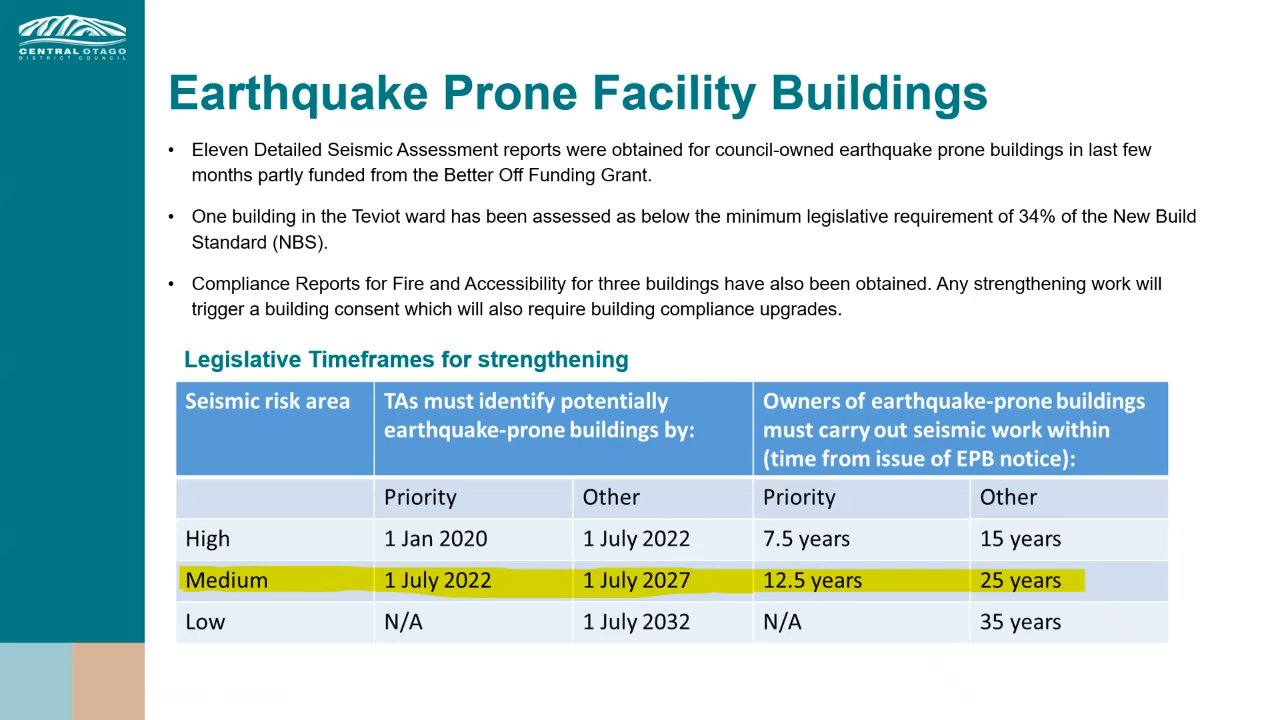 CENTRAL OTAGO
DISTRICT COUNCIL
Earthquake Prone Facility Buildings
• Eleven Detailed Seismic Assessment reports were obtained for council-owned earthquake prone buildings in last few
months partly funded from the Better Off Funding Grant.
• One building in the Teviot ward has been assessed as below the minimum legislative requirement of 34% of the New Build
Standard (NBS).
• Compliance Reports for Fire and Accessibility for three buildings have also been obtained. Any strengthening work will
trigger a building consent which will also require building compliance upgrades.
Legislative Timeframes for strengthening
Seismic risk area TAs must identify potentially Owners of earthquake-prone buildings
earthquake-prone buildings by: must carry out seismic work within
(time from issue of EPB notice):
Priority Other Priority Other
High 1 Jan 2020 1 July 2022 7.5 years 15 years
Medium 1 July 2022 1 July 2027 12.5 years 25 years
Low N/A 1 July 2032 N/A 35 years